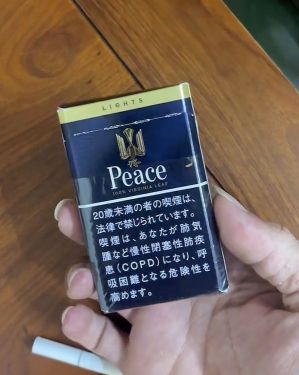 LIGHTS
Peace
100% VIRGINIA LEAF
20歳未満の者の喫煙は、
法律で禁じられています。
喫煙は、あなたが肺気
腫など慢性閉塞性肺疾
患(COPD)になり、呼
吸困難となる危険性を
高めます。